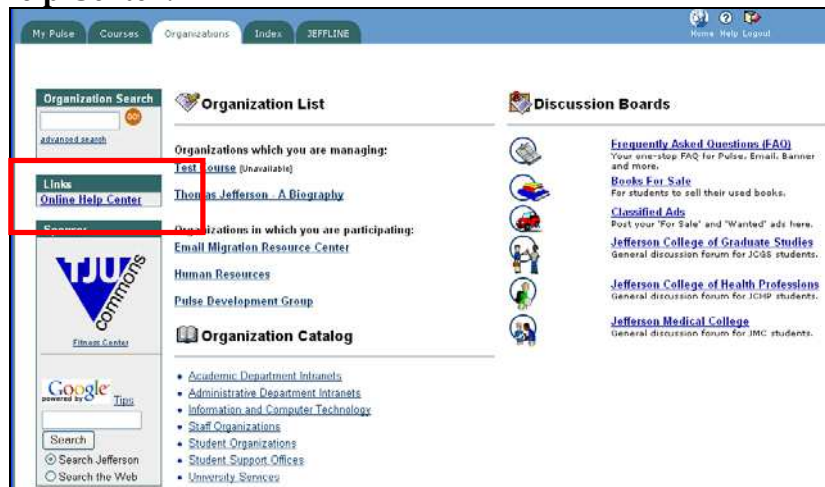 My Pulse Courses Organizations Index JEFFLINE
Home Help Logout
Organization Search
GO!
advanced search
Links
Online Help Center
Sponsor
TJU
commons
Fitness Center
Google
powered by Tips
Search
Search Jefferson
Search the Web
Organization List
Organizations which you are managing:
Test Course (Unavailable)
Thomas Jefferson - A Biography
Organizations in which you are participating:
Email Migration Resource Center
Human Resources
Pulse Development Group
Organization Catalog
Academic Department Intranets
Administrative Department Intranets
Information and Computer Technology
Staff Organizations
Student Organizations
Student Support Offices
University Services
Discussion Boards
Frequently Asked Questions (FAQ)
Your one-stop FAQ for Pulse, Email, Banner
and more.
Books For Sale
For students to sell their used books.
Classified Ads
Post your 'For Sale' and 'Wanted' ads here.
Jefferson College of Graduate Studies
General discussion forum for JCGS students.
Jefferson College of Health Professions
General discussion forum for JCHP students.
Jefferson Medical College
General discussion forum for JMC students.